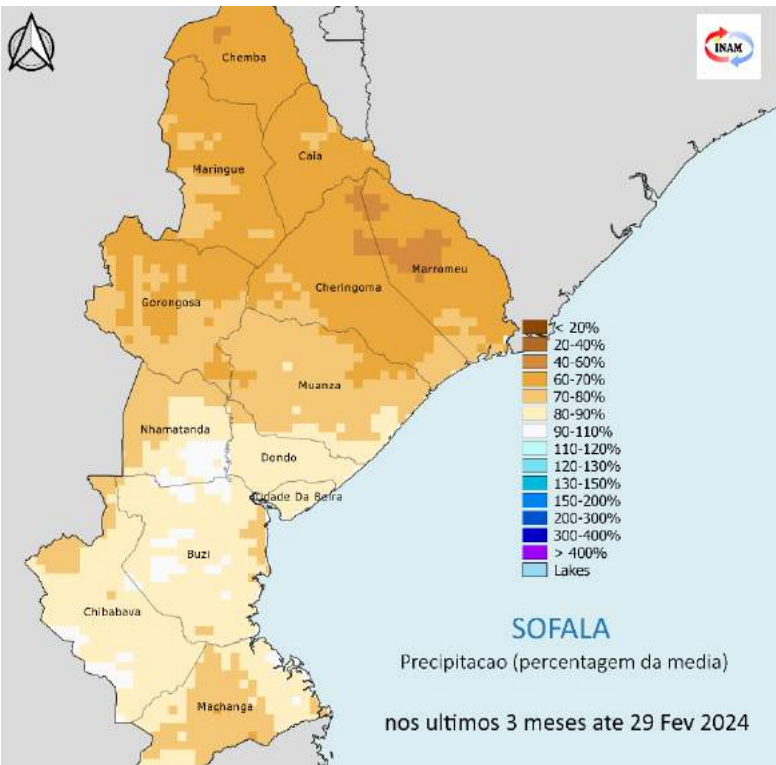 INAM
Chemba
Caia
Maringue
Marromeu
Cheringoma
Gorongosa
< 20%
20-40%
40-60%
60-70%
70-80%
80-90%
90-110%
110-120%
120-130%
130-150%
150-200%
200-300%
300-400%
> 400%
Lakes
Muanza
Nhamatanda
Dondo
Cidade Da Beira
Buzi
Chibabava
Machanga
SOFALA
Precipitacao (percentagem da media)
nos ultimos 3 meses ate 29 Fev 2024